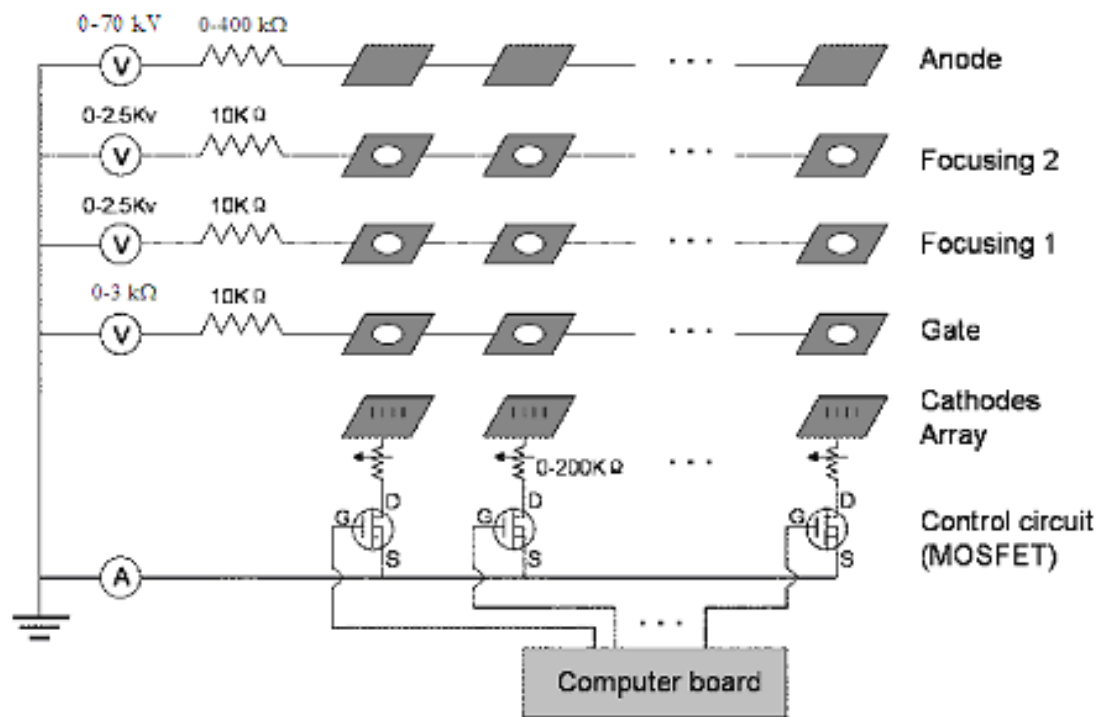 0-70 kV 0-400 kΩ
V
Anode
0-2.5Kv 10K Ω
V
Focusing 2
0-2.5Kv 10K Ω
V
Focusing 1
0-3 kΩ 10K Ω
V
Gate
Cathodes
Array
0-200K Ω
D D D
G G G
Control circuit
(MOSFET)
S S S
A
Computer board